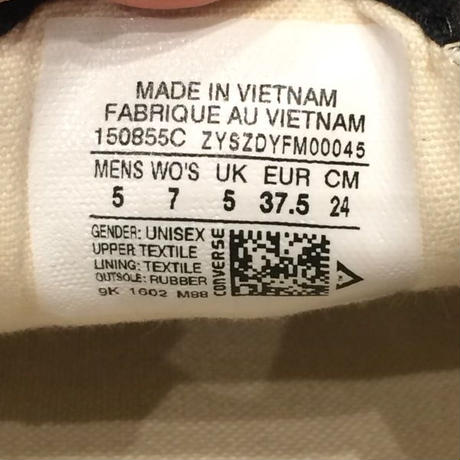 MADE IN VIETNAM
FABRIQUE AU VIETNAM
150855C ZYSZDYFM00045
MENS WO'S UK EUR CM
5 7 5 37.5 24
GENDER: UNISEX
UPPER TEXTILE
LINING: TEXTILE
OUTSOLE: RUBBER
9K 1602 M88
CONVERSE